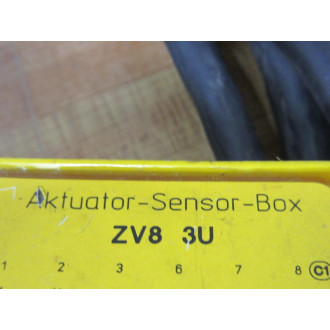 Aktuator-Sensor-Box
ZV8 3U
1 2 3 6 7 8 C1